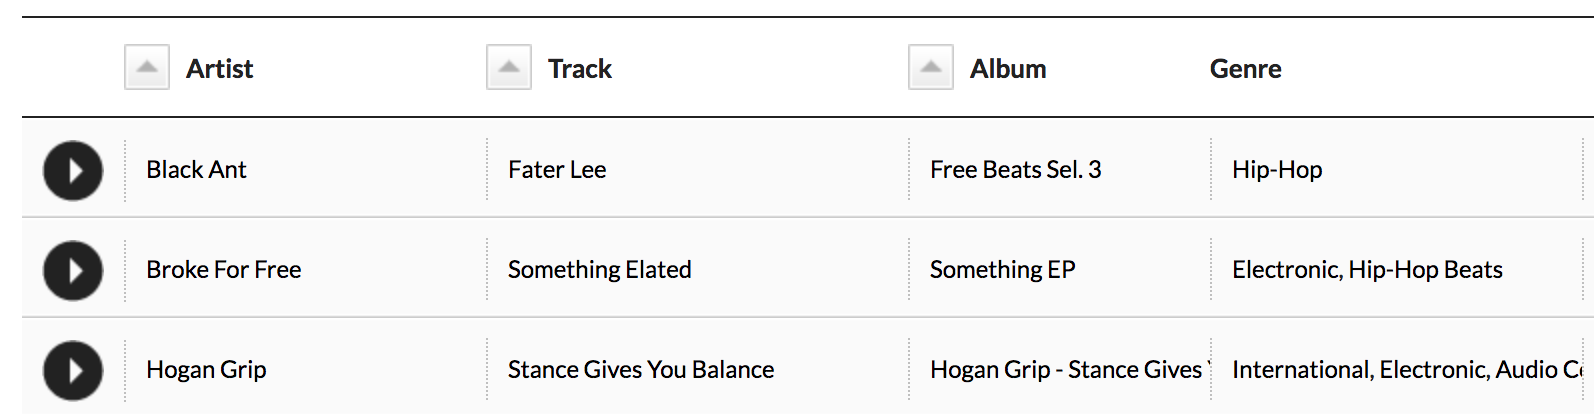 Artist Track Album Genre
Black Ant Fater Lee Free Beats Sel. 3 Hip-Hop
Broke For Free Something Elated Something EP Electronic, Hip-Hop Beats
Hogan Grip Stance Gives You Balance Hogan Grip - Stance Gives International, Electronic, Audio